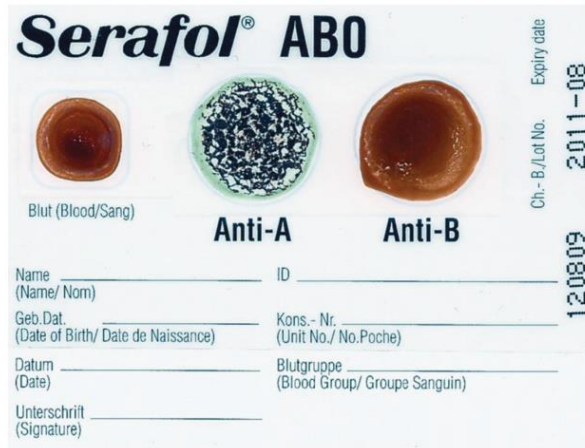 Serafol® AB0
Blut (Blood/Sang)
Anti-A
Anti-B
Ch.- B./Lot No. Expiry date
120809 2011-08
Name
(Name/ Nom)
ID
Geb.Dat.
(Date of Birth/ Date de Naissance)
Kons.- Nr.
(Unit No./ No.Poche)
Datum
(Date)
Blutgruppe
(Blood Group/ Groupe Sanguin)
Unterschrift
(Signature)